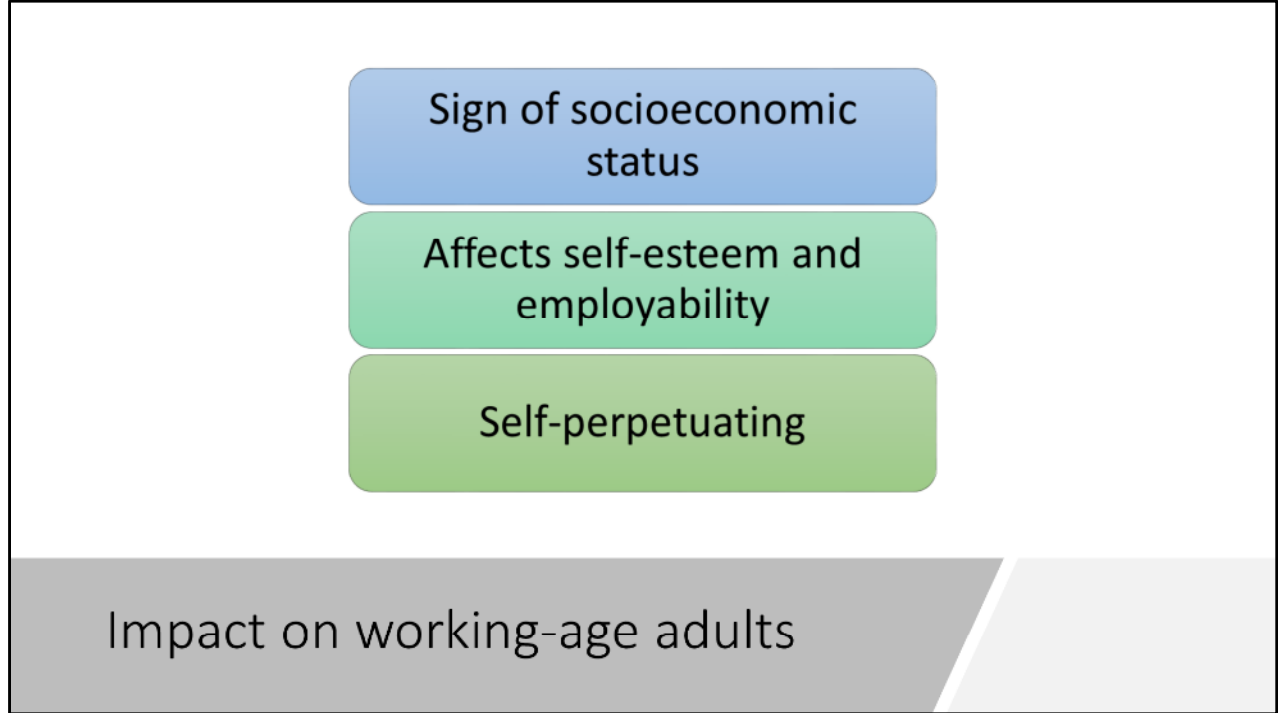 Sign of socioeconomic
status
Affects self-esteem and
employability
Self-perpetuating
Impact on working-age adults